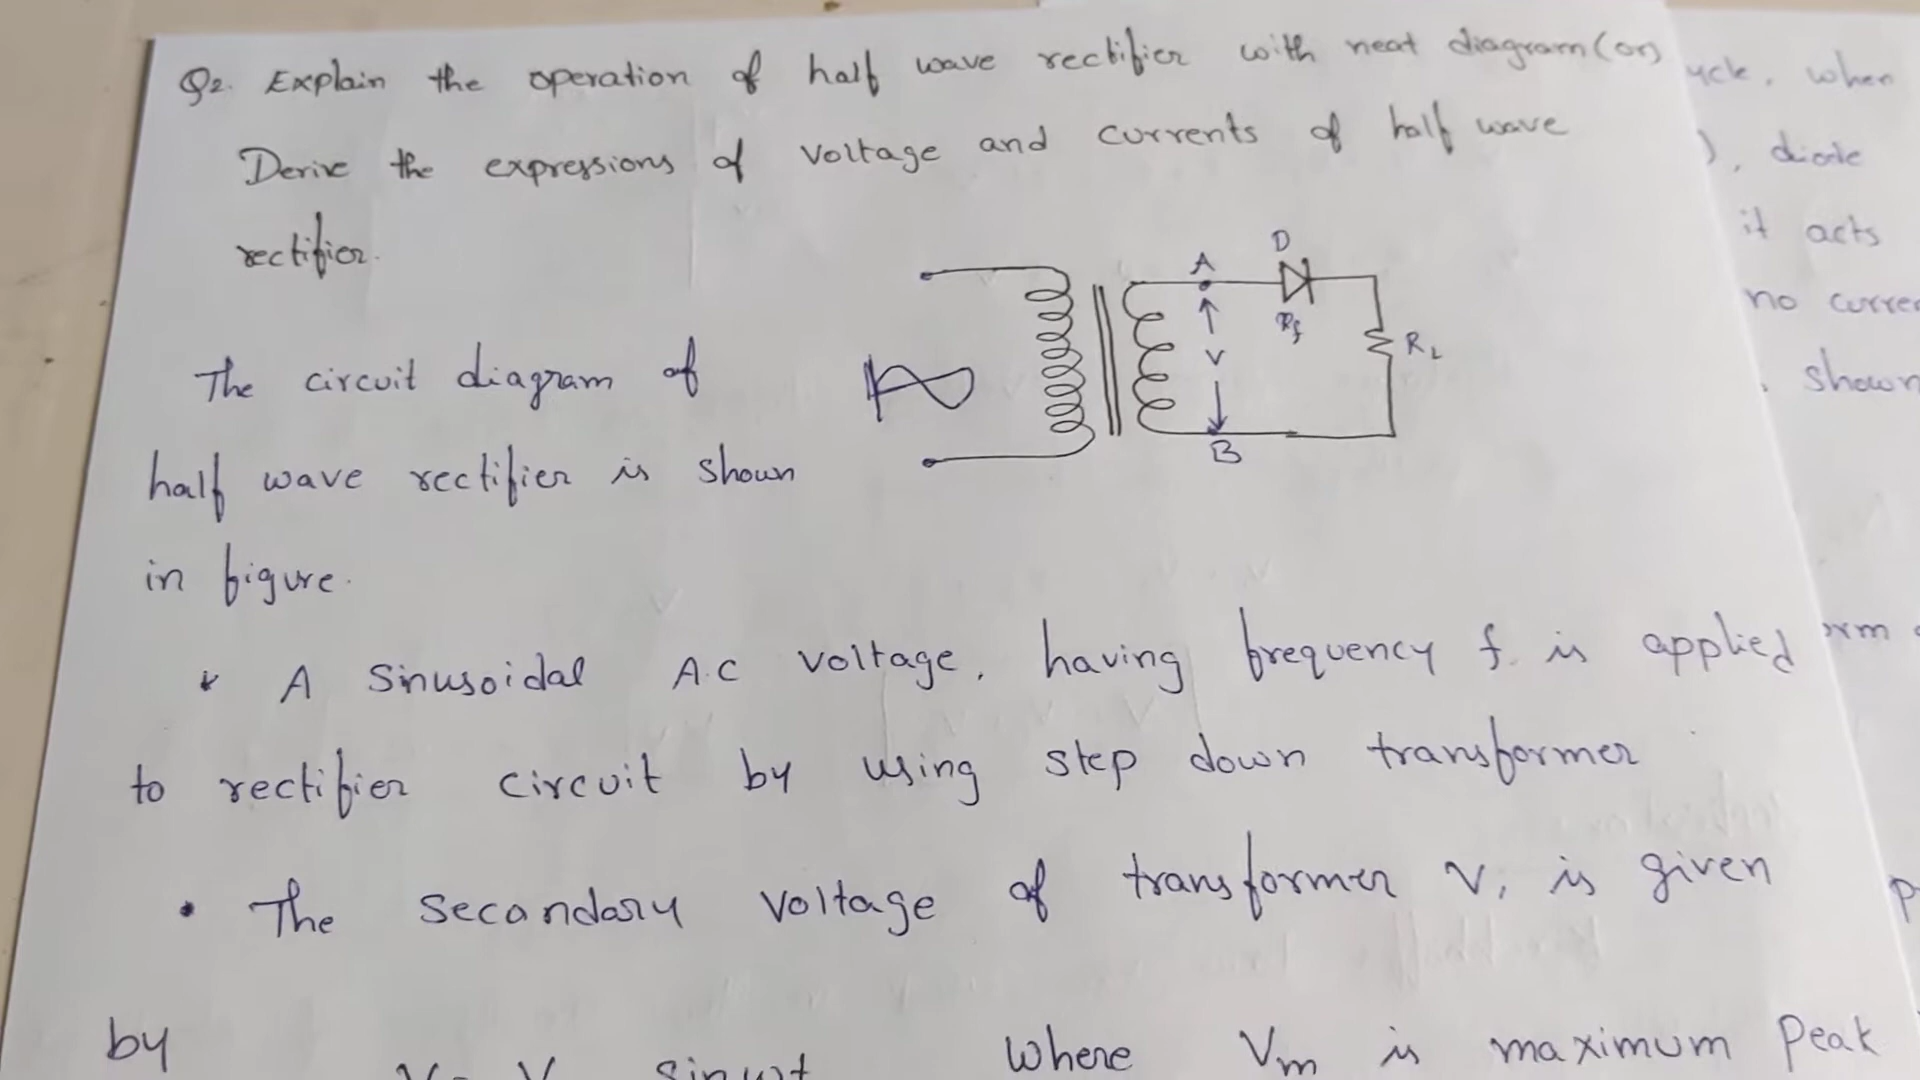 Q2. Explain the operation of half wave rectifier with neat diagram (or)
Derive the expressions of voltage and currents of half wave
rectifier.
A
D
V
Rf
RL
B
The circuit diagram of
half wave rectifier is shown
in figure.
* A sinusoidal A.C voltage, having frequency f is applied
to rectifier circuit by using step down transformer
• The secondary voltage of transformer Vi is given
by
sinwt where Vm is maximum peak
when
), diode
it acts
no
. shown